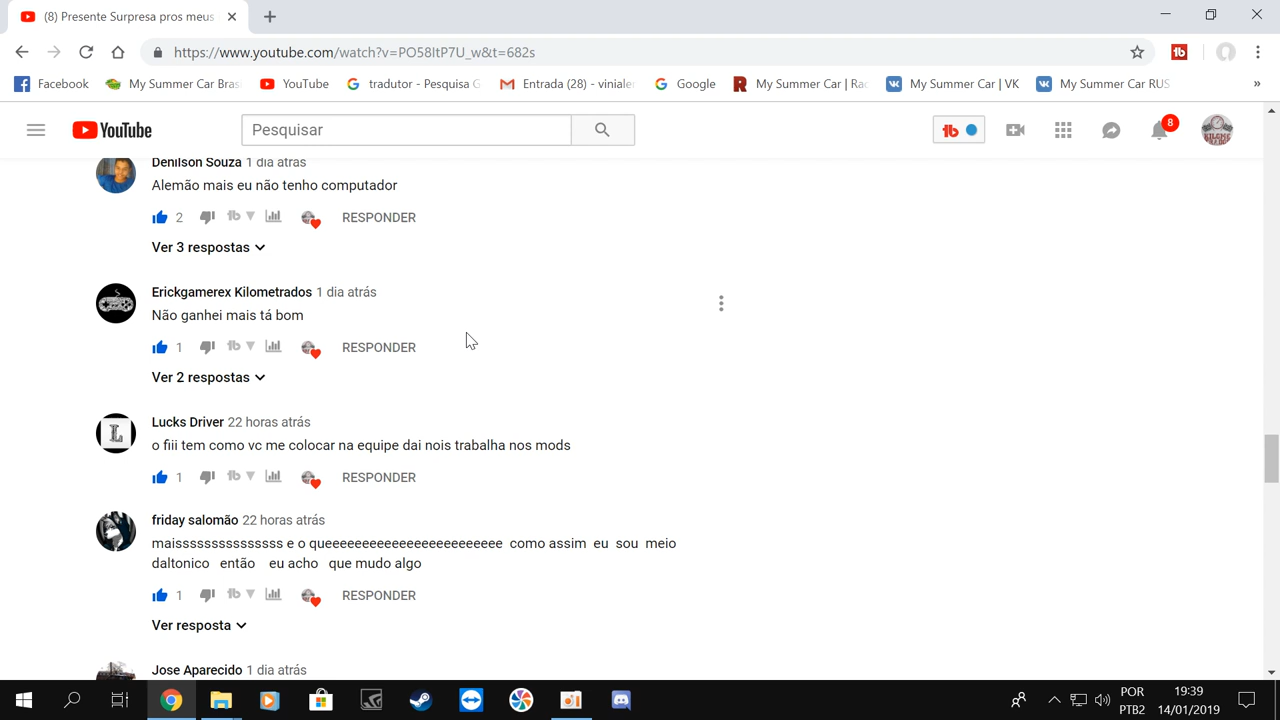 (8) Presente Surpresa pros meus
https://www.youtube.com/watch?v=PO58ItP7U_w&t=682s
Facebook My Summer Car Bras YouTube tradutor - Pesquisa G Entrada (28) - vinialer Google My Summer Car | Rac My Summer Car | VK My Summer Car RUS »
YouTube Pesquisar 8
Denilson Souza 1 dia atrás
Alemão mais eu não tenho computador
2 RESPONDER
Ver 3 respostas
Erickgamerex Kilometrados 1 dia atrás
Não ganhei mais tá bom
1 RESPONDER
Ver 2 respostas
Lucks Driver 22 horas atrás
o fiii tem como vc me colocar na equipe dai nois trabalha nos mods
1 RESPONDER
friday salomão 22 horas atrás
maisssssssssssssss e o queeeeeeeeeeeeeeeeeeeeeee como assim eu sou meio
daltonico então eu acho que mudo algo
1 RESPONDER
Ver resposta
Jose Aparecido 1 dia atrás
POR 19:39
PTB2 14/01/2019